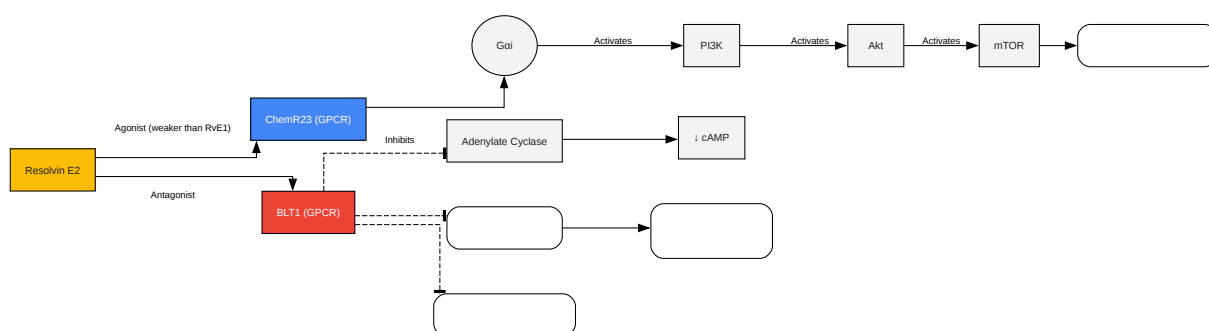 Gαi
Activates
PI3K
Activates
Akt
Activates
mTOR
ChemR23 (GPCR)
Agonist (weaker than RvE1)
Inhibits
Adenylate Cyclase
↓ cAMP
Resolvin E2
Antagonist
BLT1 (GPCR)